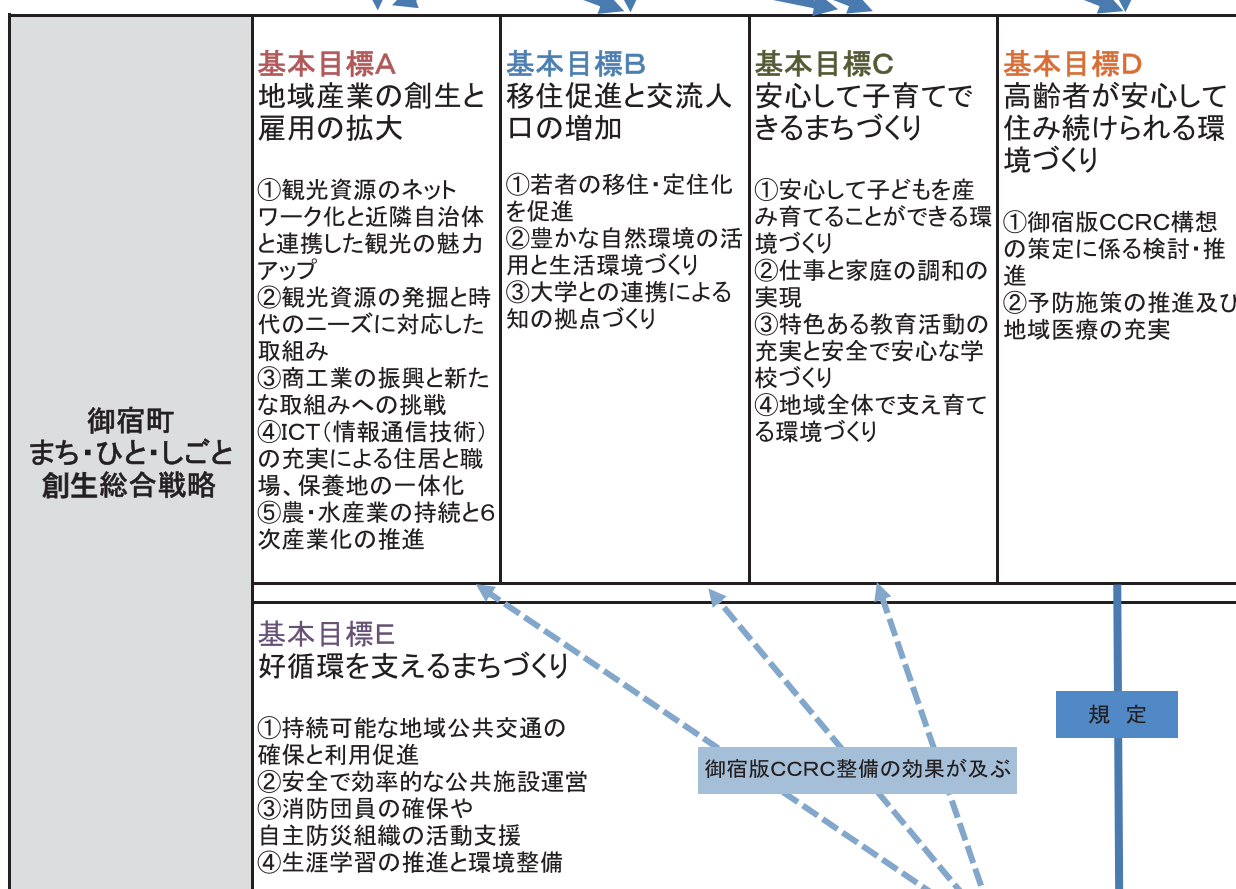 御宿町
まち・ひと・しごと
創生総合戦略
基本目標A
地域産業の創生と
雇用の拡大
①観光資源のネット
ワーク化と近隣自治体
と連携した観光の魅力
アップ
②観光資源の発掘と時
代のニーズに対応した
取組み
③商工業の振興と新た
な取組みへの挑戦
④ICT（情報通信技術）
の充実による住居と職
場、保養地の一体化
⑤農・水産業の持続と6
次産業化の推進
基本目標B
移住促進と交流人
口の増加
①若者の移住・定住化
を促進
②豊かな自然環境の活
用と生活環境づくり
③大学との連携による
知の拠点づくり
基本目標C
安心して子育てで
きるまちづくり
①安心して子どもを産
み育てることができる環
境づくり
②仕事と家庭の調和の
実現
③特色ある教育活動の
充実と安全で安心な学
校づくり
④地域全体で支え育て
る環境づくり
基本目標D
高齢者が安心して
住み続けられる環
境づくり
①御宿版CCRC構想
の策定に係る検討・推
進
②予防施策の推進及び
地域医療の充実
基本目標E
好循環を支えるまちづくり
①持続可能な地域公共交通の
確保と利用促進
②安全で効率的な公共施設運営
③消防団員の確保や
自主防災組織の活動支援
④生涯学習の推進と環境整備
規 定
御宿版CCRC整備の効果が及ぶ